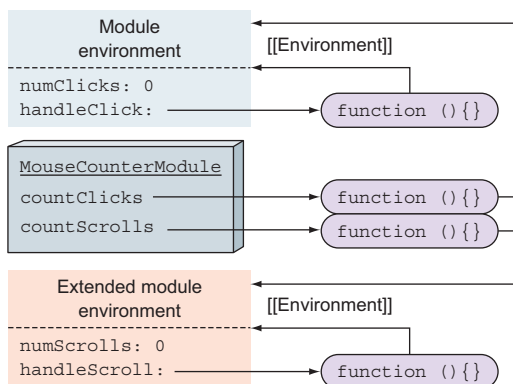 Module
environment
[[Environment]]
numClicks: 0
handleClick:
function (){}
MouseCounterModule
countClicks
function (){}
countScrolls
function (){}
Extended module
environment
[[Environment]]
numScrolls: 0
handleScroll:
function (){}